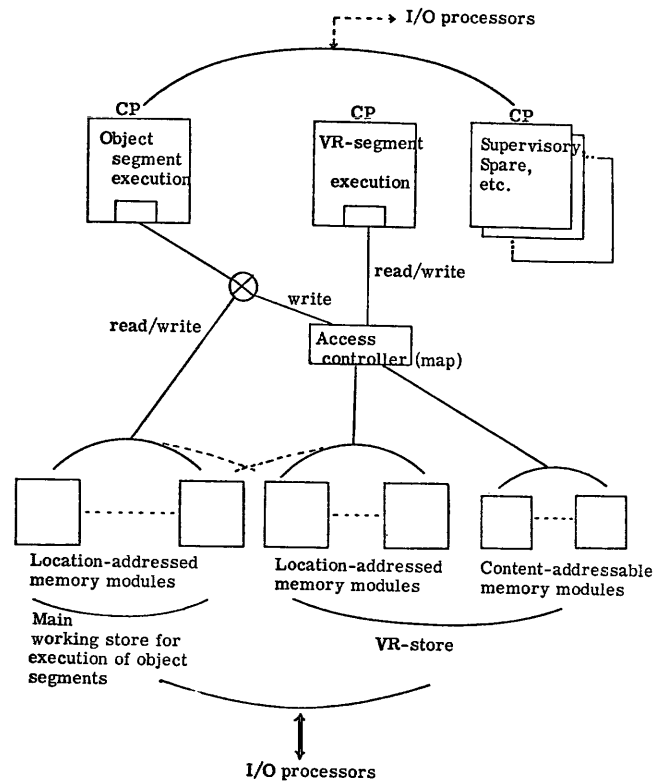 I/O processors
CP
Object
segment
execution
CP
VR-segment
execution
CP
Supervisory
Spare,
etc.
read/write
write
read/write
Access
controller (map)
Location-addressed
memory modules
Location-addressed
memory modules
Content-addressable
memory modules
Main
working store for
execution of object
segments
VR-store
I/O processors